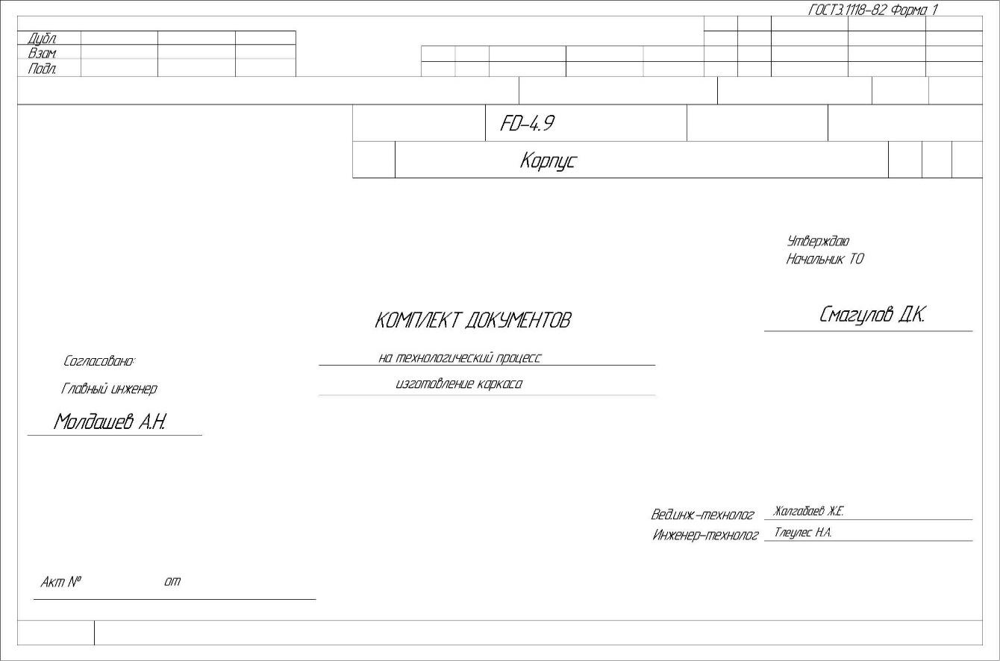 ГОСТ3.1118-82 Форма 1
Дубл.
Взам.
Подл.
FD-4.9
Корпус
Утверждаю
Начальник ТО
Смагулов Д.К.
КОМПЛЕКТ ДОКУМЕНТОВ
на технологический процесс
изготовление каркаса
Согласовано:
Главный инженер
Молдашев А.Н.
Вед.инж.-технолог Жалгабаев Ж.Е.
Инженер-технолог Тлеулес Н.А.
Акт № от